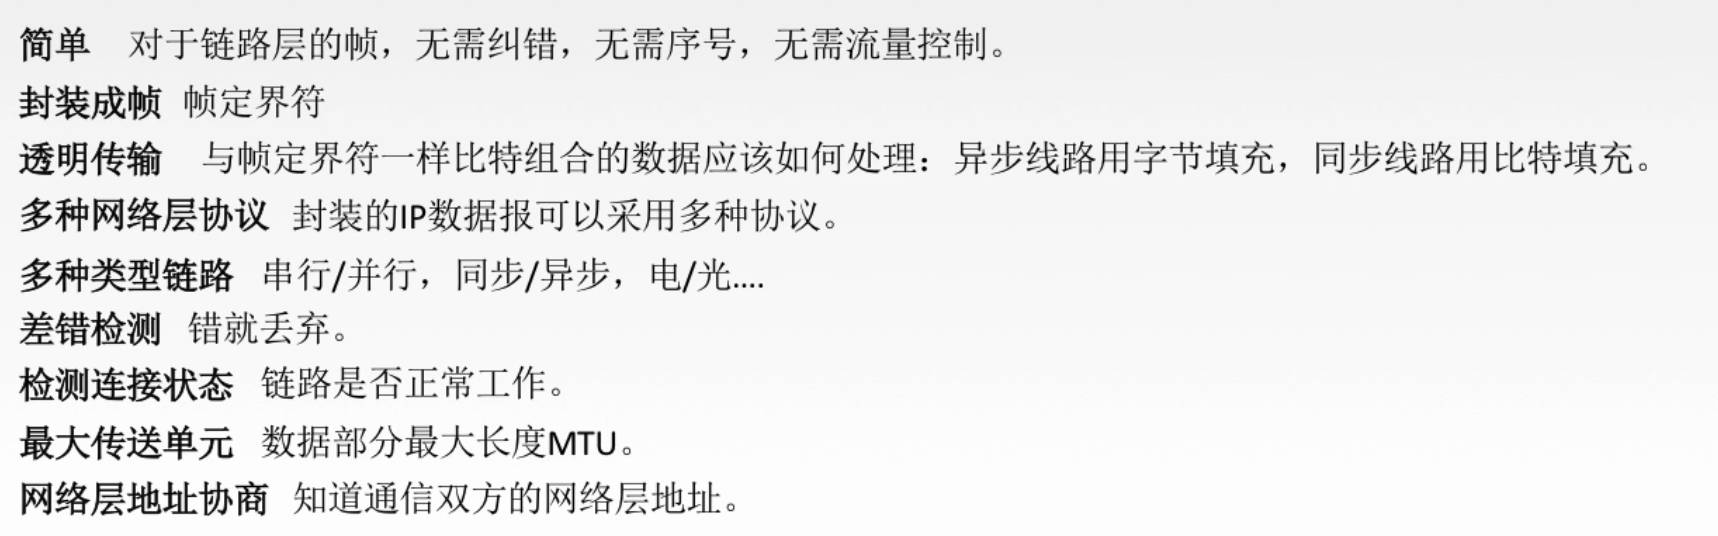 简单 对于链路层的帧，无需纠错，无需序号，无需流量控制。
封装成帧 帧定界符
透明传输 与帧定界符一样比特组合的数据应该如何处理：异步线路用字节填充，同步线路用比特填充。
多种网络层协议 封装的IP数据报可以采用多种协议。
多种类型链路 串行/并行，同步/异步，电/光....
差错检测 错就丢弃。
检测连接状态 链路是否正常工作。
最大传送单元 数据部分最大长度MTU。
网络层地址协商 知道通信双方的网络层地址。